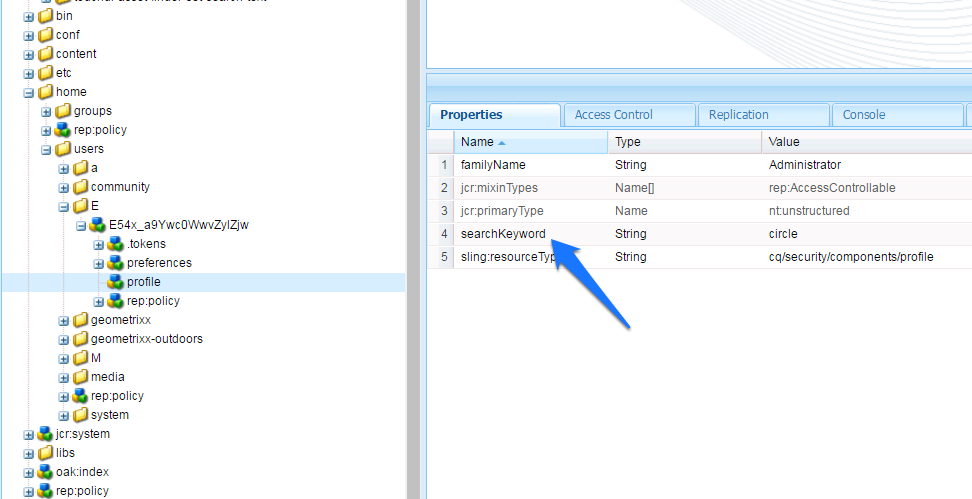 bin
conf
content
etc
home
groups
rep:policy
users
a
community
E
E54x_a9Ywc0WwvZylZjw
.tokens
preferences
profile
rep:policy
geometrixx
geometrixx-outdoors
M
media
rep:policy
system
jcr:system
libs
oak:index
rep:policy
Properties Access Control Replication Console
Name Type Value
1 familyName String Administrator
2 jcr:mixinTypes Name[] rep:AccessControllable
3 jcr:primaryType Name nt:unstructured
4 searchKeyword String circle
5 sling:resourceTyp String cq/security/components/profile